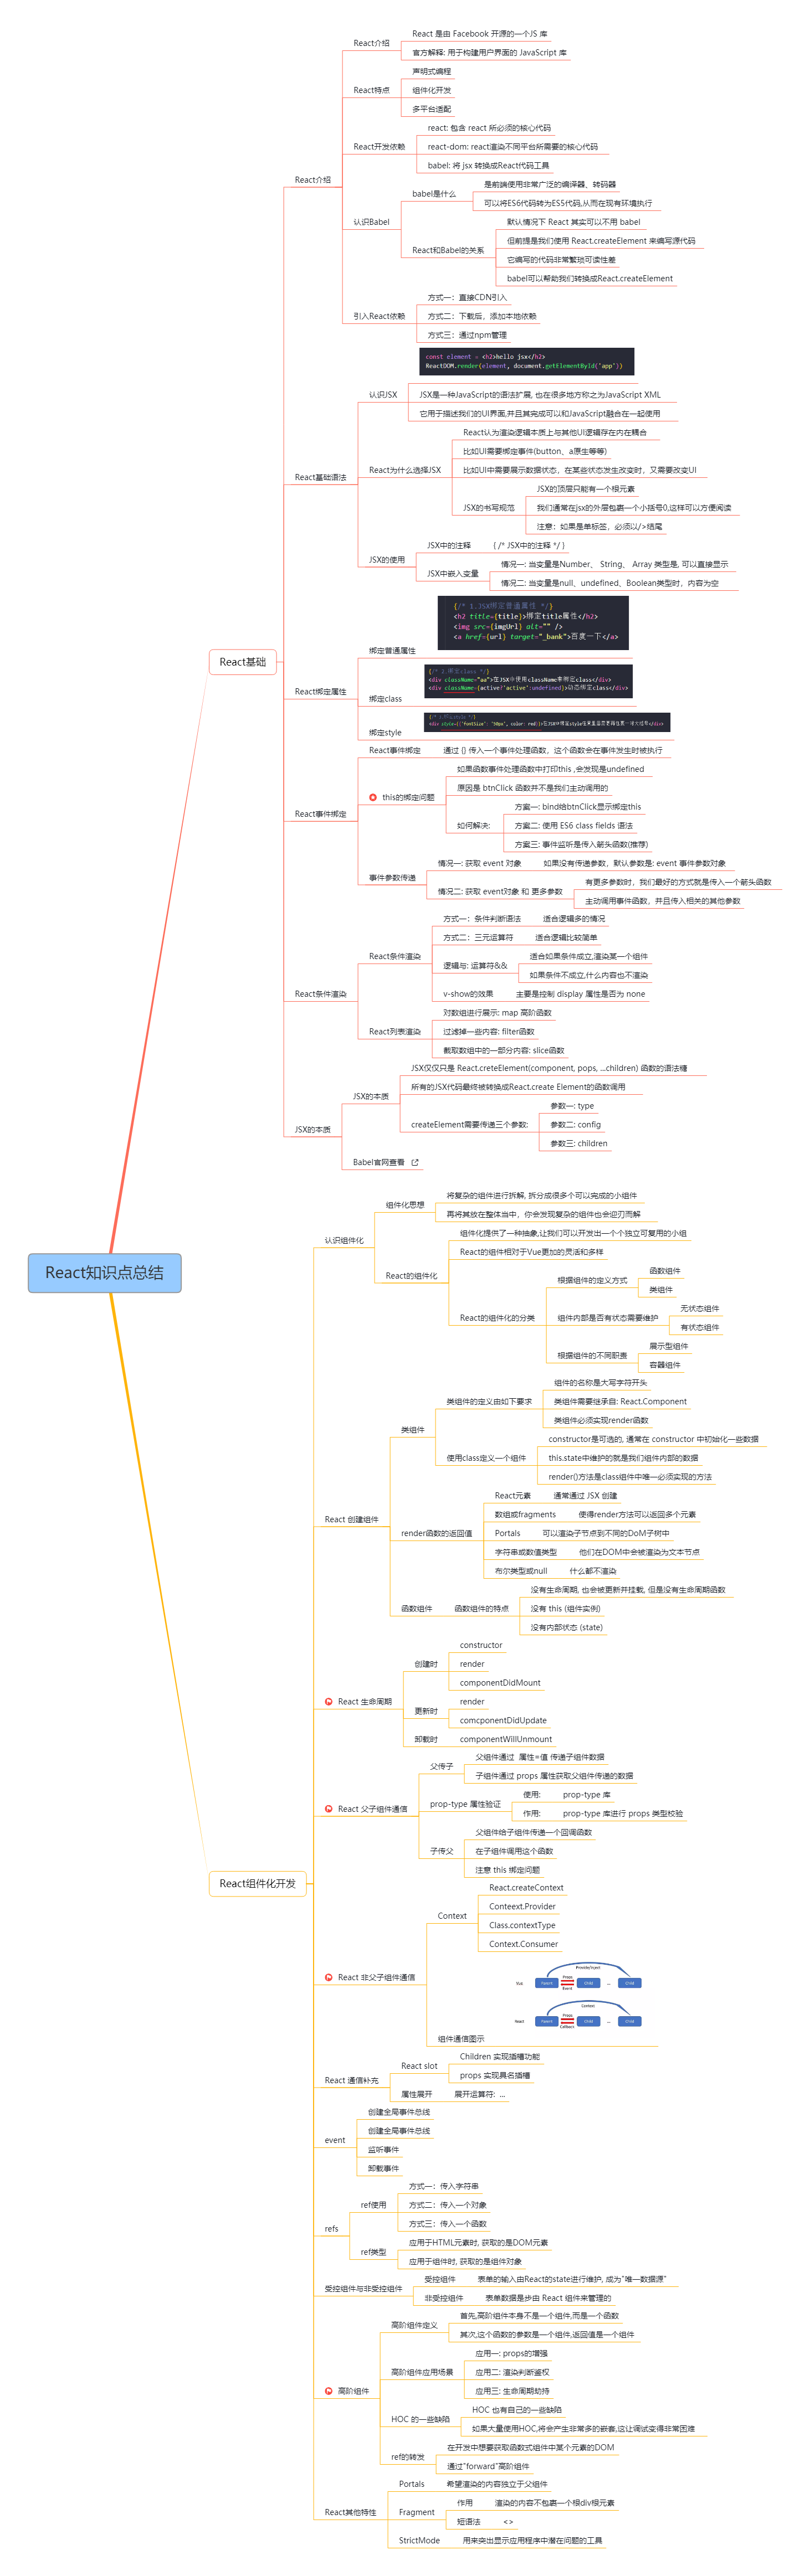 React知识点总结
React基础
React介绍
React介绍
React 是由 Facebook 开源的一个JS 库
官方解释: 用于构建用户界面的 JavaScript 库
React特点
声明式编程
组件化开发
多平台适配
React开发依赖
react: 包含 react 所必须的核心代码
react-dom: react渲染不同平台所需要的核心代码
babel: 将 jsx 转换成React代码工具
认识Babel
babel是什么
是前端使用非常广泛的编译器、转码器
可以将ES6代码转为ES5代码,从而在现有环境执行
React和Babel的关系
默认情况下 React 其实可以不用 babel
但前提是我们使用 React.createElement 来编写源代码
它编写的代码非常繁琐可读性差
babel可以帮助我们转换成React.createElement
引入React依赖
方式一：直接CDN引入
方式二：下载后，添加本地依赖
方式三：通过npm管理
React基础语法
认识JSX
const element = <h2>hello jsx</h2>
ReactDOM.render(element, document.getElementById('app'))
JSX是一种JavaScript的语法扩展, 也在很多地方称之为JavaScript XML
它用于描述我们的UI界面,并且其完成可以和JavaScript融合在一起使用
React为什么选择JSX
React认为渲染逻辑本质上与其他UI逻辑存在内在耦合
比如UI需要绑定事件(button、a原生等等)
比如UI中需要展示数据状态，在某些状态发生改变时，又需要改变UI
JSX的书写规范
JSX的顶层只能有一个根元素
我们通常在jsx的外层包裹一个小括号0,这样可以方便阅读
注意：如果是单标签，必须以/>结尾
JSX的使用
JSX中的注释
{ /* JSX中的注释 */ }
JSX中嵌入变量
情况一: 当变量是Number、 String、 Array 类型是, 可以直接显示
情况二: 当变量是null、undefined、Boolean类型时，内容为空
React绑定属性
绑定普通属性
{/* 1.JSX绑定普通属性 */}
<h2 title={title}>绑定title属性</h2>
<img src={imgUrl} alt="" />
<a href={url} target="_bank">百度一下</a>
绑定class
{/* 2.绑定class */}
<div className="aa">在JSX中使用className来绑定class</div>
<div className={active?'active':undefined}>动态绑定class</div>
绑定style
React事件绑定
React事件绑定
通过 {} 传入一个事件处理函数，这个函数会在事件发生时被执行
this的绑定问题
如果函数事件处理函数中打印this ,会发现是undefined
原因是 btnClick 函数并不是我们主动调用的
如何解决:
方案一: bind给btnClick显示绑定this
方案二: 使用 ES6 class fields 语法
方案三: 事件监听是传入箭头函数(推荐)
事件参数传递
情况一: 获取 event 对象
如果没有传递参数，默认参数是: event 事件参数对象
情况二: 获取 event对象 和 更多参数
有更多参数时，我们最好的方式就是传入一个箭头函数
主动调用事件函数，并且传入相关的其他参数
React条件渲染
React条件渲染
方式一：条件判断语法
适合逻辑多的情况
方式二：三元运算符
适合逻辑比较简单
逻辑与: 运算符&&
适合如果条件成立,渲染某一个组件
如果条件不成立,什么内容也不渲染
v-show的效果
主要是控制 display 属性是否为 none
React列表渲染
对数组进行展示: map 高阶函数
过滤掉一些内容: filter函数
截取数组中的一部分内容: slice函数
JSX的本质
JSX的本质
JSX仅仅只是 React.creteElement(component, pops, ...children) 函数的语法糖
所有的JSX代码最终被转换成React.create Element的函数调用
createElement需要传递三个参数:
参数一: type
参数二: config
参数三: children
Babel官网查看
React组件化开发
认识组件化
组件化思想
将复杂的组件进行拆解, 拆分成很多个可以完成的小组件
再将其放在整体当中，你会发现复杂的组件也会迎刃而解
React的组件化
组件化提供了一种抽象,让我们可以开发出一个个独立可复用的小组
React的组件相对于Vue更加的灵活和多样
React的组件化的分类
根据组件的定义方式
函数组件
类组件
组件内部是否有状态需要维护
无状态组件
有状态组件
根据组件的不同职责
展示型组件
容器组件
React 创建组件
类组件
类组件的定义由如下要求
组件的名称是大写字符开头
类组件需要继承自: React.Component
类组件必须实现render函数
使用class定义一个组件
constructor是可选的, 通常在 constructor 中初始化一些数据
this.state中维护的就是我们组件内部的数据
render()方法是class组件中唯一必须实现的方法
render函数的返回值
React元素
通常通过 JSX 创建
数组或fragments
使得render方法可以返回多个元素
Portals
可以渲染子节点到不同的DoM子树中
字符串或数值类型
他们在DOM中会被渲染为文本节点
布尔类型或null
什么都不渲染
函数组件
函数组件的特点
没有生命周期, 也会被更新并挂载, 但是没有生命周期函数
没有 this (组件实例)
没有内部状态 (state)
React 生命周期
创建时
constructor
render
componentDidMount
更新时
render
comcponentDidUpdate
卸载时
componentWillUnmount
React 父子组件通信
父传子
父组件通过 属性=值 传递子组件数据
子组件通过 props 属性获取父组件传递的数据
prop-type 属性验证
使用:
prop-type 库
作用:
prop-type 库进行 props 类型校验
子传父
父组件给子组件传递一个回调函数
在子组件调用这个函数
注意 this 绑定问题
React 非父子组件通信
Context
React.createContext
Conteext.Provider
Class.contextType
Context.Consumer
组件通信图示
Provide/Inject
Vue
Parent
Props
Event
Child
...
Child
Context
React
Parent
Props
Callback
Child
...
Child
React 通信补充
React slot
Children 实现插槽功能
props 实现具名插槽
属性展开
展开运算符: ...
event
创建全局事件总线
创建全局事件总线
监听事件
卸载事件
refs
ref使用
方式一：传入字符串
方式二：传入一个对象
方式三：传入一个函数
ref类型
应用于HTML元素时, 获取的是DOM元素
应用于组件时, 获取的是组件对象
受控组件与非受控组件
受控组件
表单的输入由React的state进行维护, 成为"唯一数据源"
非受控组件
表单数据是步由 React 组件来管理的
高阶组件
高阶组件定义
首先,高阶组件本身不是一个组件,而是一个函数
其次,这个函数的参数是一个组件,返回值是一个组件
高阶组件应用场景
应用一: props的增强
应用二: 渲染判断鉴权
应用三: 生命周期劫持
HOC 的一些缺陷
HOC 也有自己的一些缺陷
如果大量使用HOC,将会产生非常多的嵌套,这让调试变得非常困难
ref的转发
在开发中想要获取函数式组件中某个元素的DOM
通过"forward"高阶组件
React其他特性
Portals
希望渲染的内容独立于父组件
Fragment
作用
渲染的内容不包裹一个根div根元素
短语法
<>
StrictMode
用来突出显示应用程序中潜在问题的工具